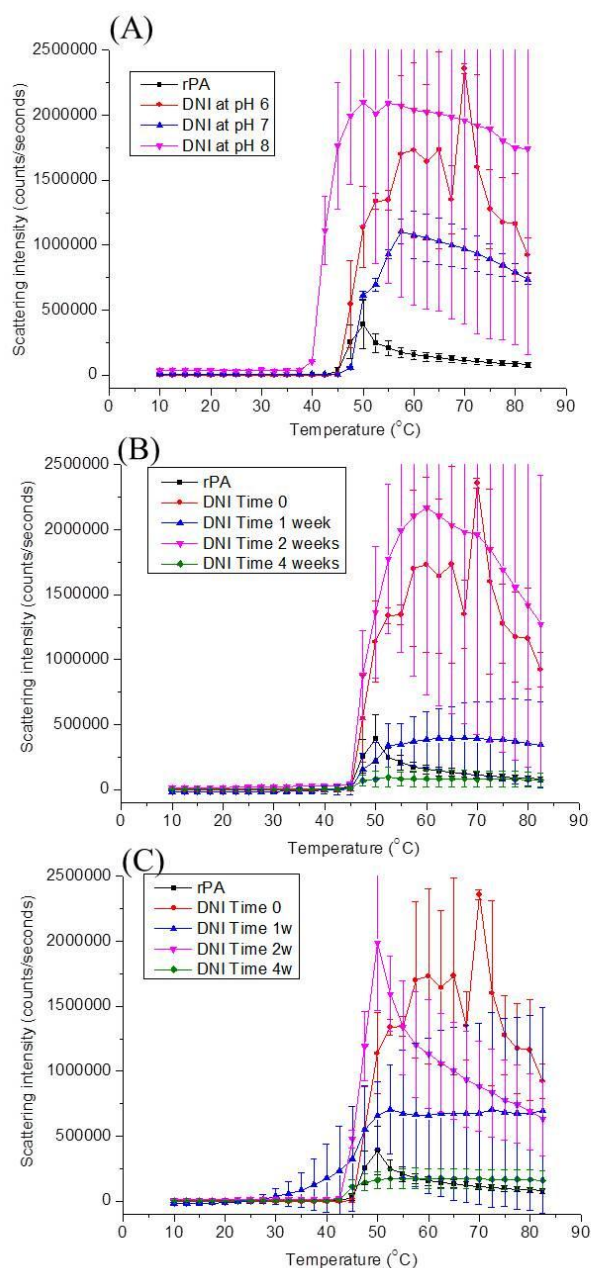 (A)
2500000
2000000
1500000
1000000
500000
0
Scattering intensity (counts/seconds)
rPA
DNI at pH 6
DNI at pH 7
DNI at pH 8
0 10 20 30 40 50 60 70 80 90
Temperature (°C)
(B)
2500000
2000000
1500000
1000000
500000
0
Scattering intensity (counts/seconds)
rPA
DNI Time 0
DNI Time 1 week
DNI Time 2 weeks
DNI Time 4 weeks
0 10 20 30 40 50 60 70 80 90
Temperature (°C)
(C)
2500000
2000000
1500000
1000000
500000
0
Scattering intensity (counts/seconds)
rPA
DNI Time 0
DNI Time 1w
DNI Time 2w
DNI Time 4w
0 10 20 30 40 50 60 70 80 90
Temperature (°C)